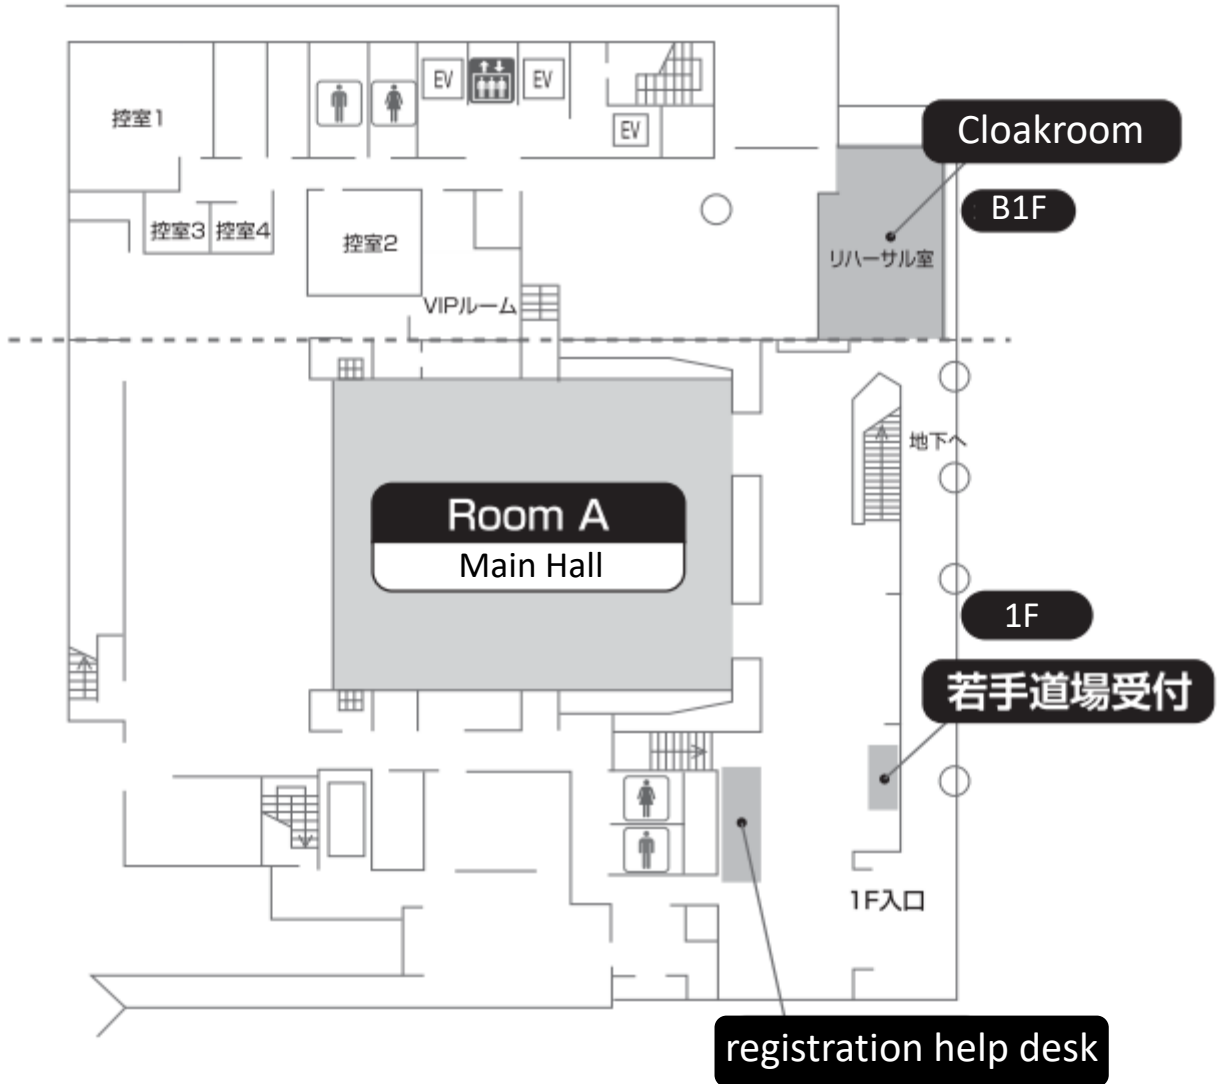 EV
EV
控室1
EV
Cloakroom
B1F
控室3
控室4
控室2
リハーサル室
VIPルーム
地下へ
Room A
Main Hall
1F
若手道場受付
1F入口
registration help desk